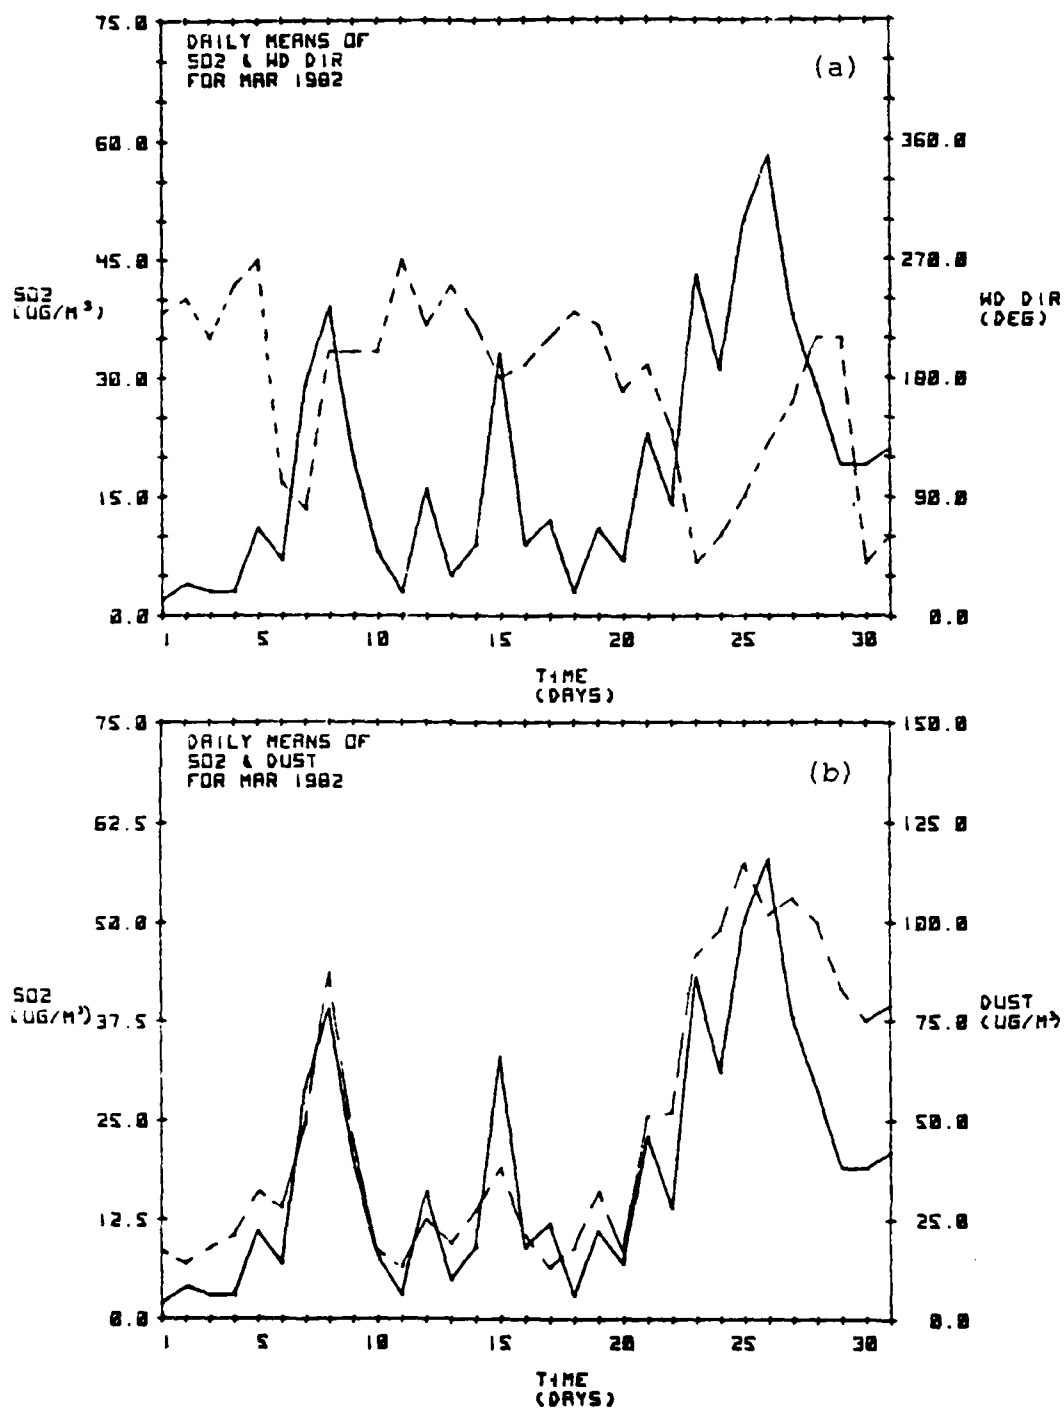 DAILY MEANS OF
SO2 & WD DIR
FOR MAR 1982
(a)
75.0
60.0
45.0
30.0
15.0
0.0
SO2
(UG/M³)
360.0
270.0
180.0
90.0
0.0
WD DIR
(DEG)
1 5 10 15 20 25 30
TIME
(DAYS)
DAILY MEANS OF
SO2 & DUST
FOR MAR 1982
(b)
75.0
62.5
50.0
37.5
25.0
12.5
0.0
SO2
(UG/M³)
150.0
125.0
100.0
75.0
50.0
25.0
0.0
DUST
(UG/M³)
1 5 10 15 20 25 30
TIME
(DAYS)